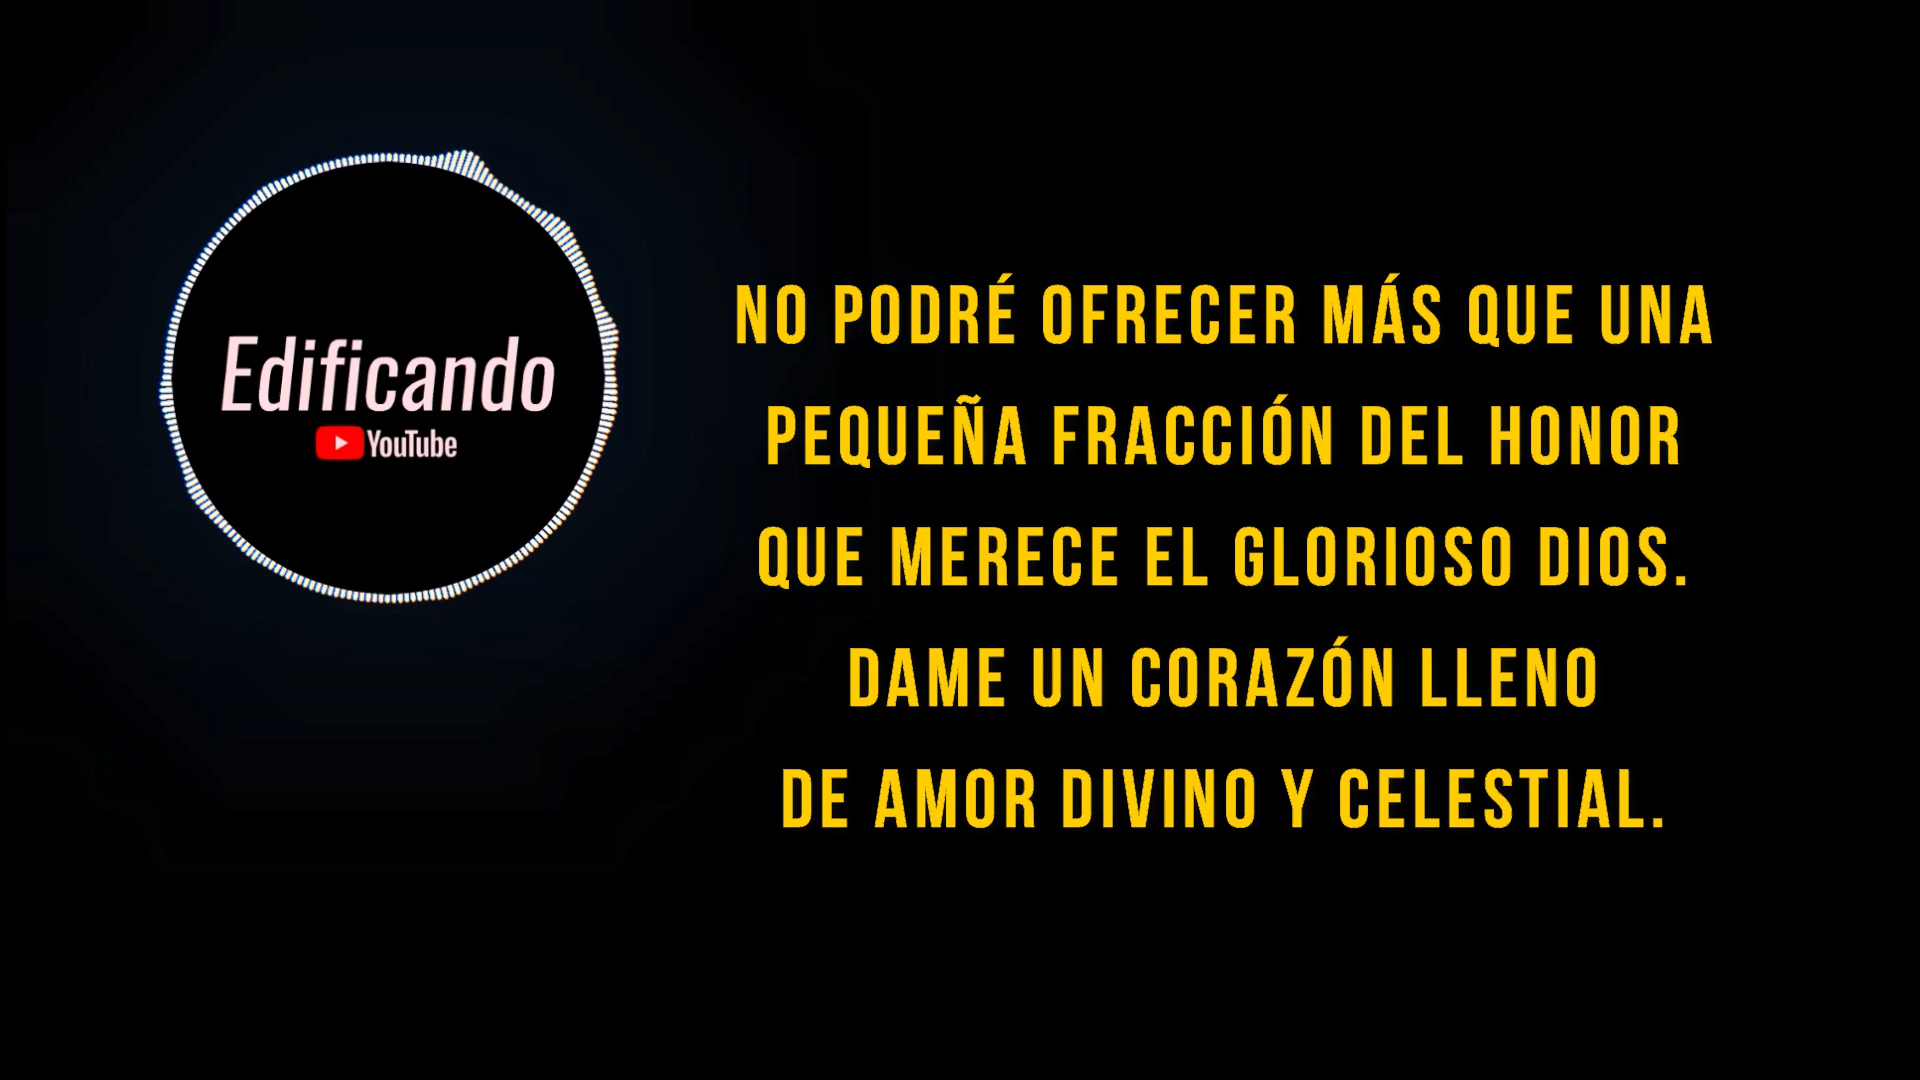 Edificando
YouTube
NO PODRÉ OFRECER MÁS QUE UNA
PEQUEÑA FRACCIÓN DEL HONOR
QUE MERECE EL GLORIOSO DIOS.
DAME UN CORAZÓN LLENO
DE AMOR DIVINO Y CELESTIAL.